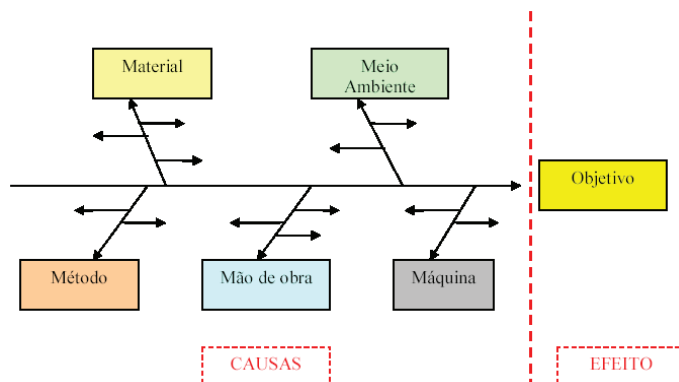 Material
Meio
Ambiente
Objetivo
Método
Mão de obra
Máquina
CAUSAS
EFEITO